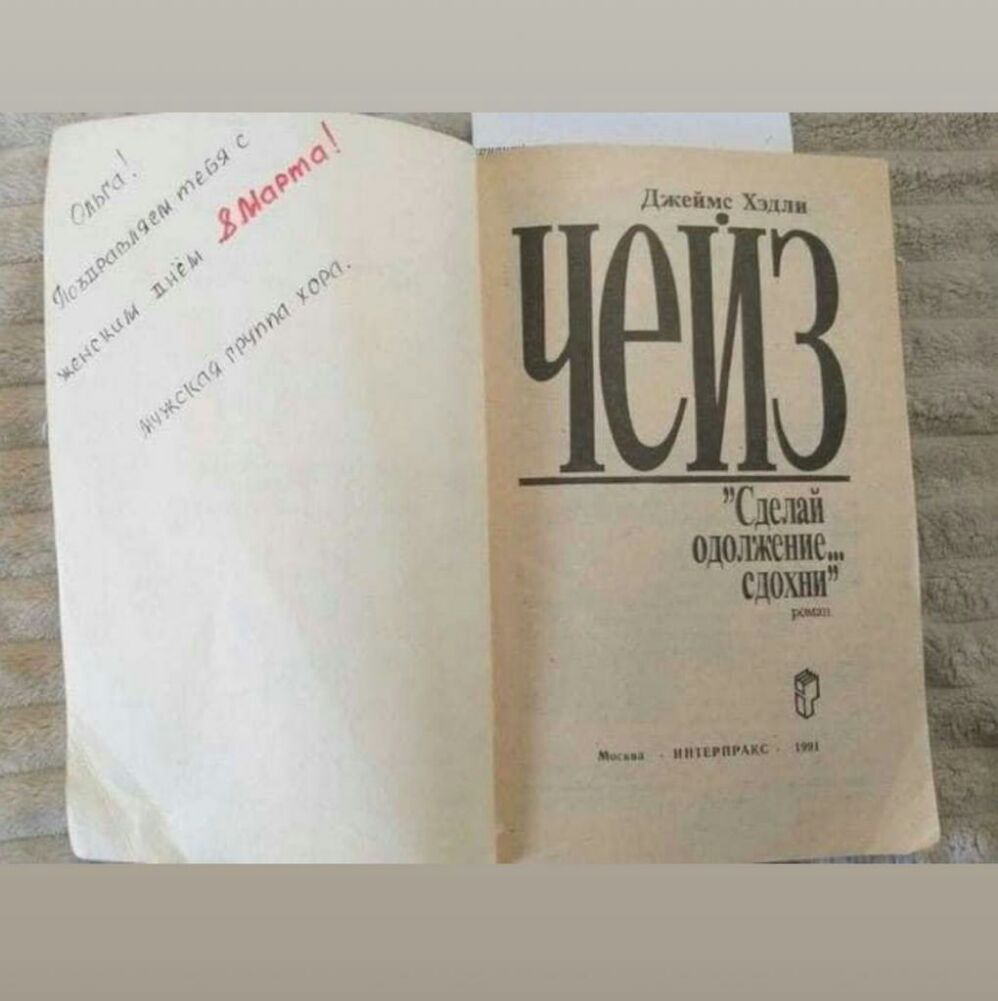 Ольга!
Поздравляем тебя с
женским днём 8 Марта!
Мужская группа хора.
Джеймс Хэдли
ЧЕЙЗ
"Сделай
одолжение...
сдохни"
роман
Москва · ИНТЕРПРАКС · 1991